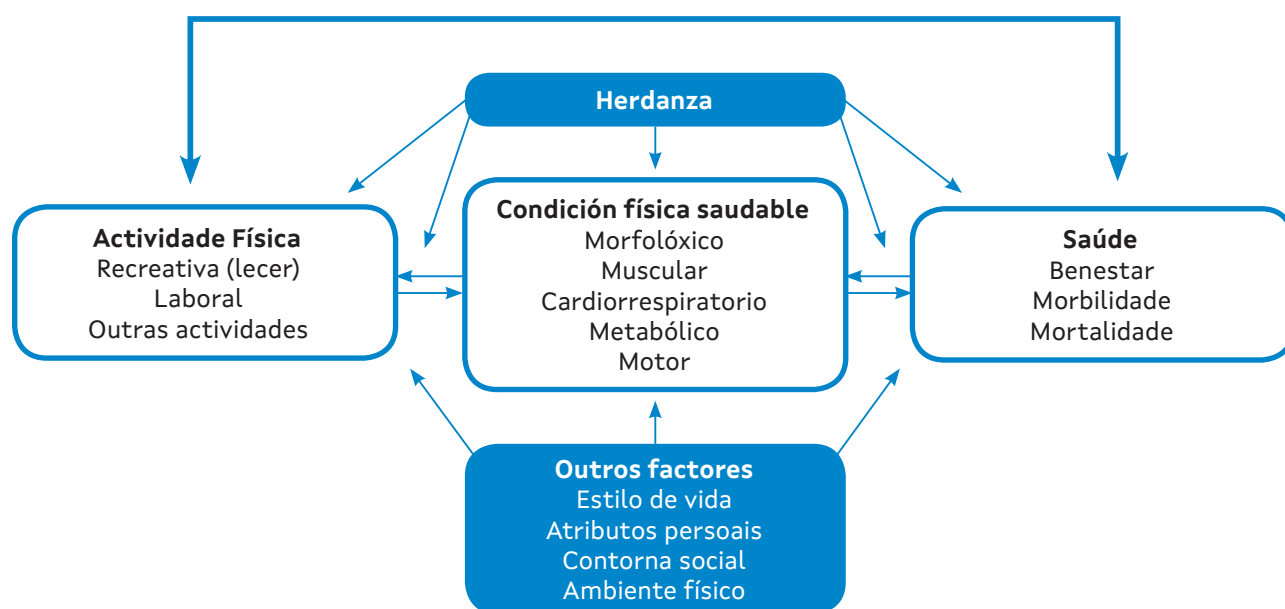 Herdanza
Actividade Física
Recreativa (lecer)
Laboral
Outras actividades
Condición física saudable
Morfolóxico
Muscular
Cardiorrespiratorio
Metabólico
Motor
Saúde
Benestar
Morbilidade
Mortalidade
Outros factores
Estilo de vida
Atributos persoais
Contorna social
Ambiente físico